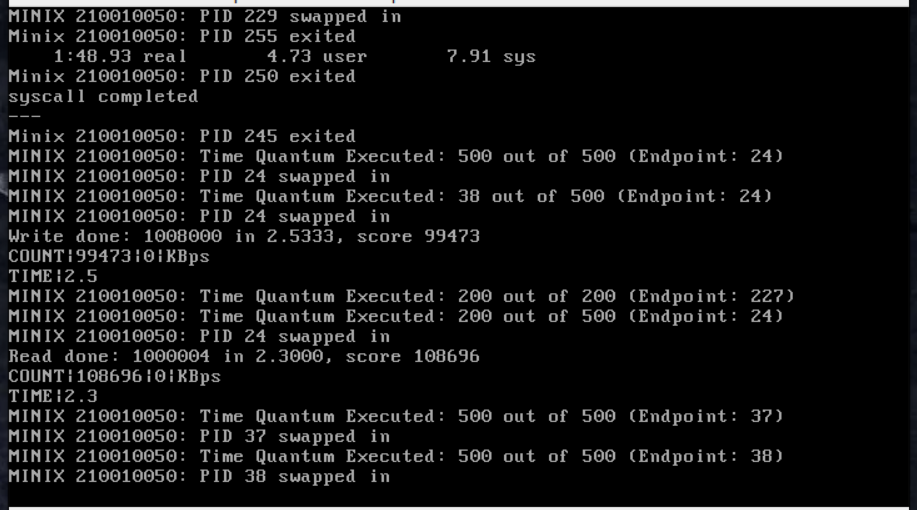 MINIX 210010050: PID 229 swapped in
Minix 210010050: PID 255 exited
1:48.93 real 4.73 user 7.91 sys
Minix 210010050: PID 250 exited
syscall completed
---
Minix 210010050: PID 245 exited
MINIX 210010050: Time Quantum Executed: 500 out of 500 (Endpoint: 24)
MINIX 210010050: PID 24 swapped in
MINIX 210010050: Time Quantum Executed: 38 out of 500 (Endpoint: 24)
MINIX 210010050: PID 24 swapped in
Write done: 1008000 in 2.5333, score 99473
COUNT|99473|0|KBps
TIME|2.5
MINIX 210010050: Time Quantum Executed: 200 out of 200 (Endpoint: 227)
MINIX 210010050: Time Quantum Executed: 200 out of 500 (Endpoint: 24)
MINIX 210010050: PID 24 swapped in
Read done: 1000004 in 2.3000, score 108696
COUNT|108696|0|KBps
TIME|2.3
MINIX 210010050: Time Quantum Executed: 500 out of 500 (Endpoint: 37)
MINIX 210010050: PID 37 swapped in
MINIX 210010050: Time Quantum Executed: 500 out of 500 (Endpoint: 38)
MINIX 210010050: PID 38 swapped in